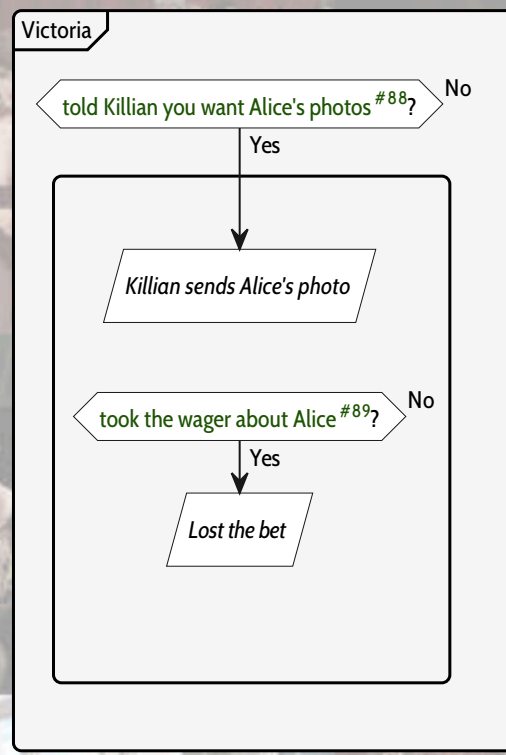 Victoria
told Killian you want Alice's photos #88?
No
Yes
Killian sends Alice's photo
took the wager about Alice #89?
No
Yes
Lost the bet